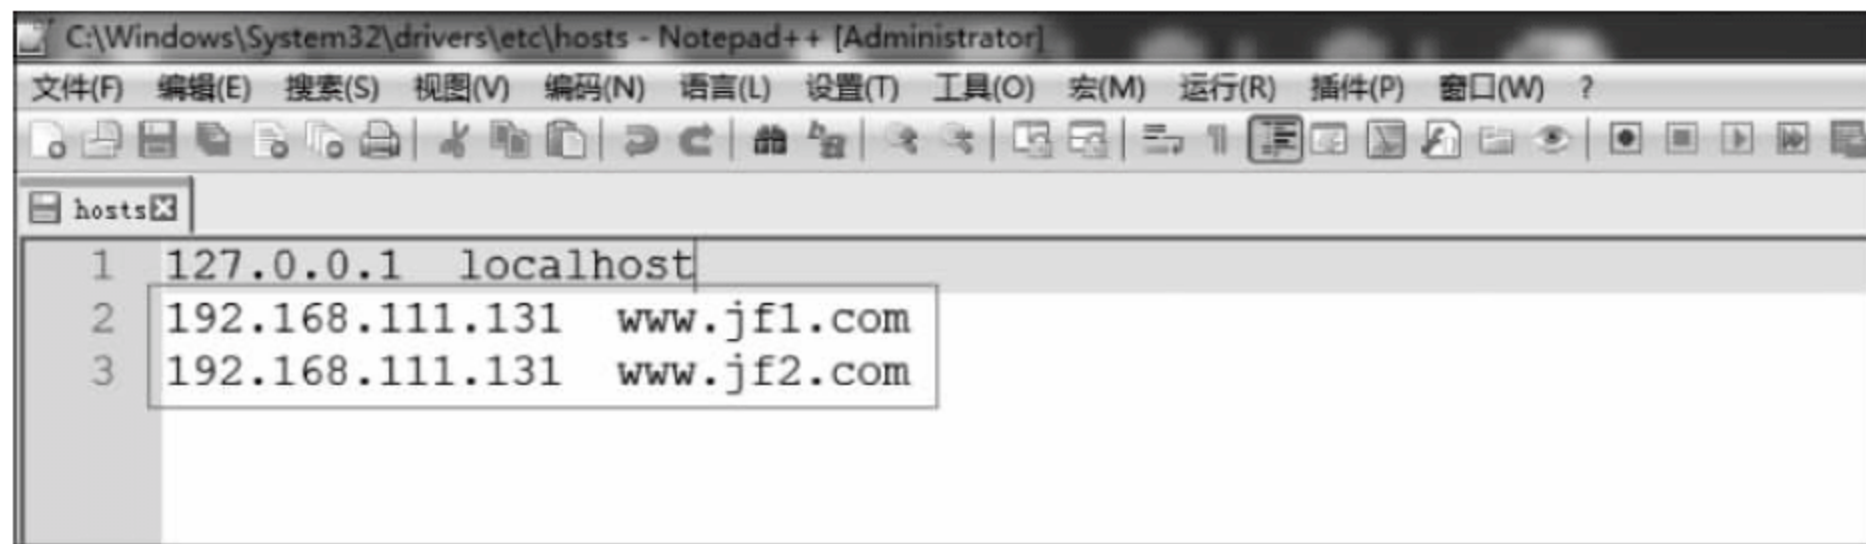 C:\Windows\System32\drivers\etc\hosts - Notepad++ [Administrator]
文件(F) 编辑(E) 搜索(S) 视图(V) 编码(N) 语言(L) 设置(T) 工具(O) 宏(M) 运行(R) 插件(P) 窗口(W) ?
hosts
1 127.0.0.1 localhost
2 192.168.111.131 www.jf1.com
3 192.168.111.131 www.jf2.com